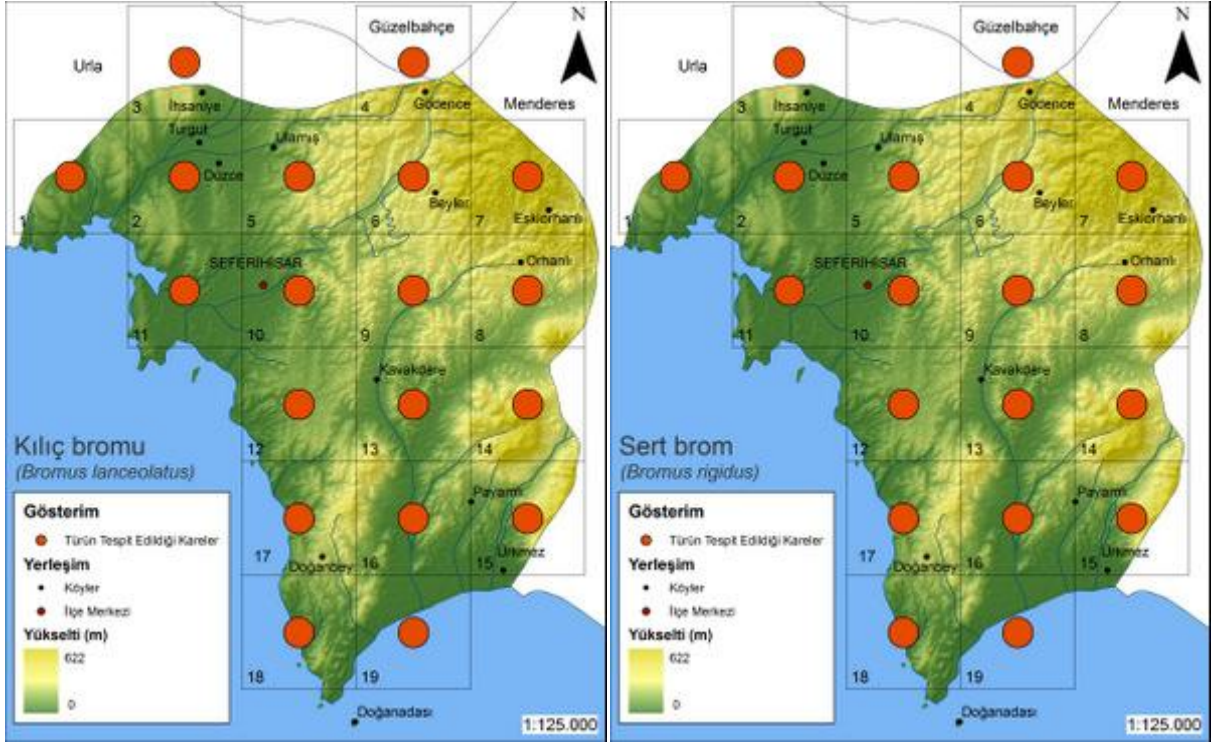 N
Güzelbahçe
Urla
İhsaniye
3
4
Gödence
Menderes
Turgut
Ulamış
Düzce
Beyler
Eskiorhanlı
1
2
5
6
7
SEFERİHİSAR
Orhanlı
11
10
9
8
Kavakdere
Kılıç bromu
(Bromus lanceolatus)
12
13
14
Gösterim
Türün Tespit Edildiği Kareler
Yerleşim
Köyler
İlçe Merkezi
Yükselti (m)
622
0
Payamlı
Ürkmez
Doğanbey
17
16
15
18
19
Doğanadası
1:125.000
N
Güzelbahçe
Urla
İhsaniye
3
4
Gödence
Menderes
Turgut
Ulamış
Düzce
Beyler
Eskiorhanlı
1
2
5
6
7
SEFERİHİSAR
Orhanlı
11
10
9
8
Kavakdere
Sert brom
(Bromus rigidus)
12
13
14
Gösterim
Türün Tespit Edildiği Kareler
Yerleşim
Köyler
İlçe Merkezi
Yükselti (m)
622
0
Payamlı
Ürkmez
Doğanbey
17
16
15
18
19
Doğanadası
1:125.000